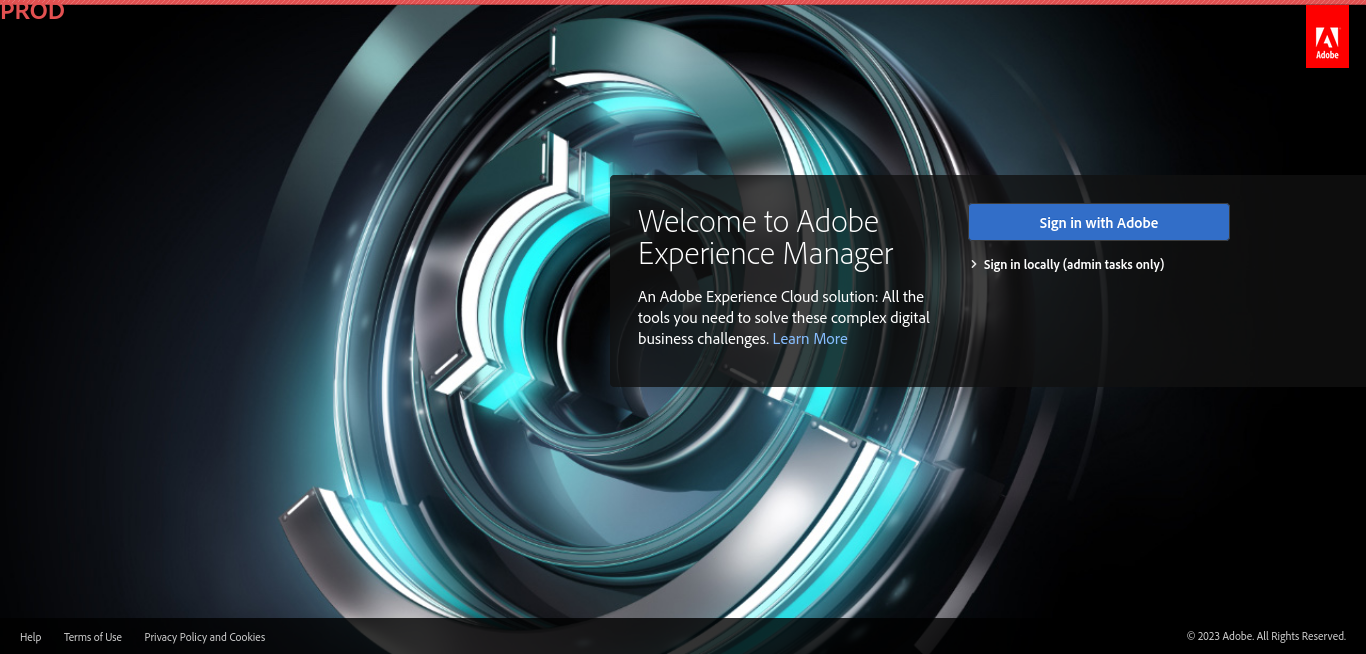 PROD
Adobe
Welcome to Adobe
Experience Manager
An Adobe Experience Cloud solution: All the
tools you need to solve these complex digital
business challenges. Learn More
Sign in with Adobe
Sign in locally (admin tasks only)
Help Terms of Use Privacy Policy and Cookies
© 2023 Adobe. All Rights Reserved.